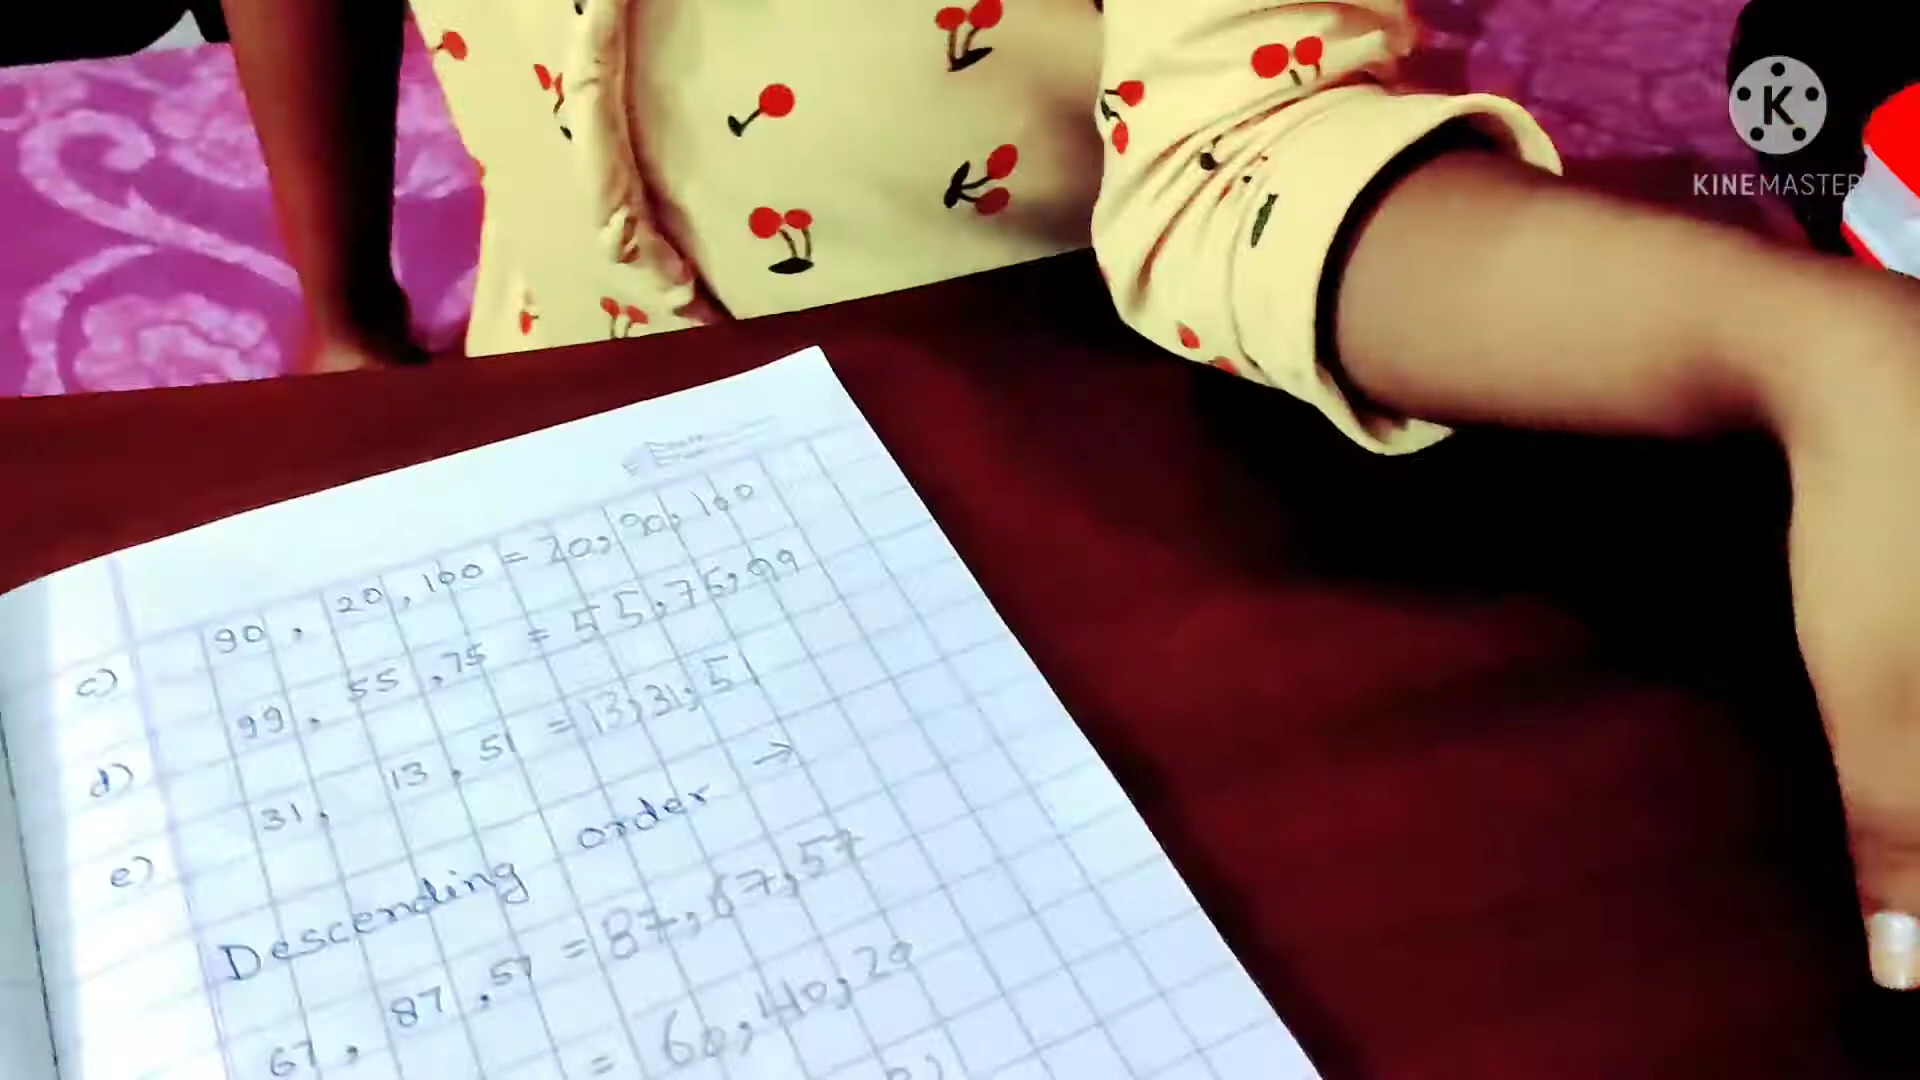 KINEMASTER
c) 90, 20, 100 = 20, 90, 100
d) 99, 55, 75 = 55, 75, 99
e) 31, 13, 51 = 13, 31, 51
Descending order →
67, 87, 57 = 87, 67, 57
= 60, 40, 20